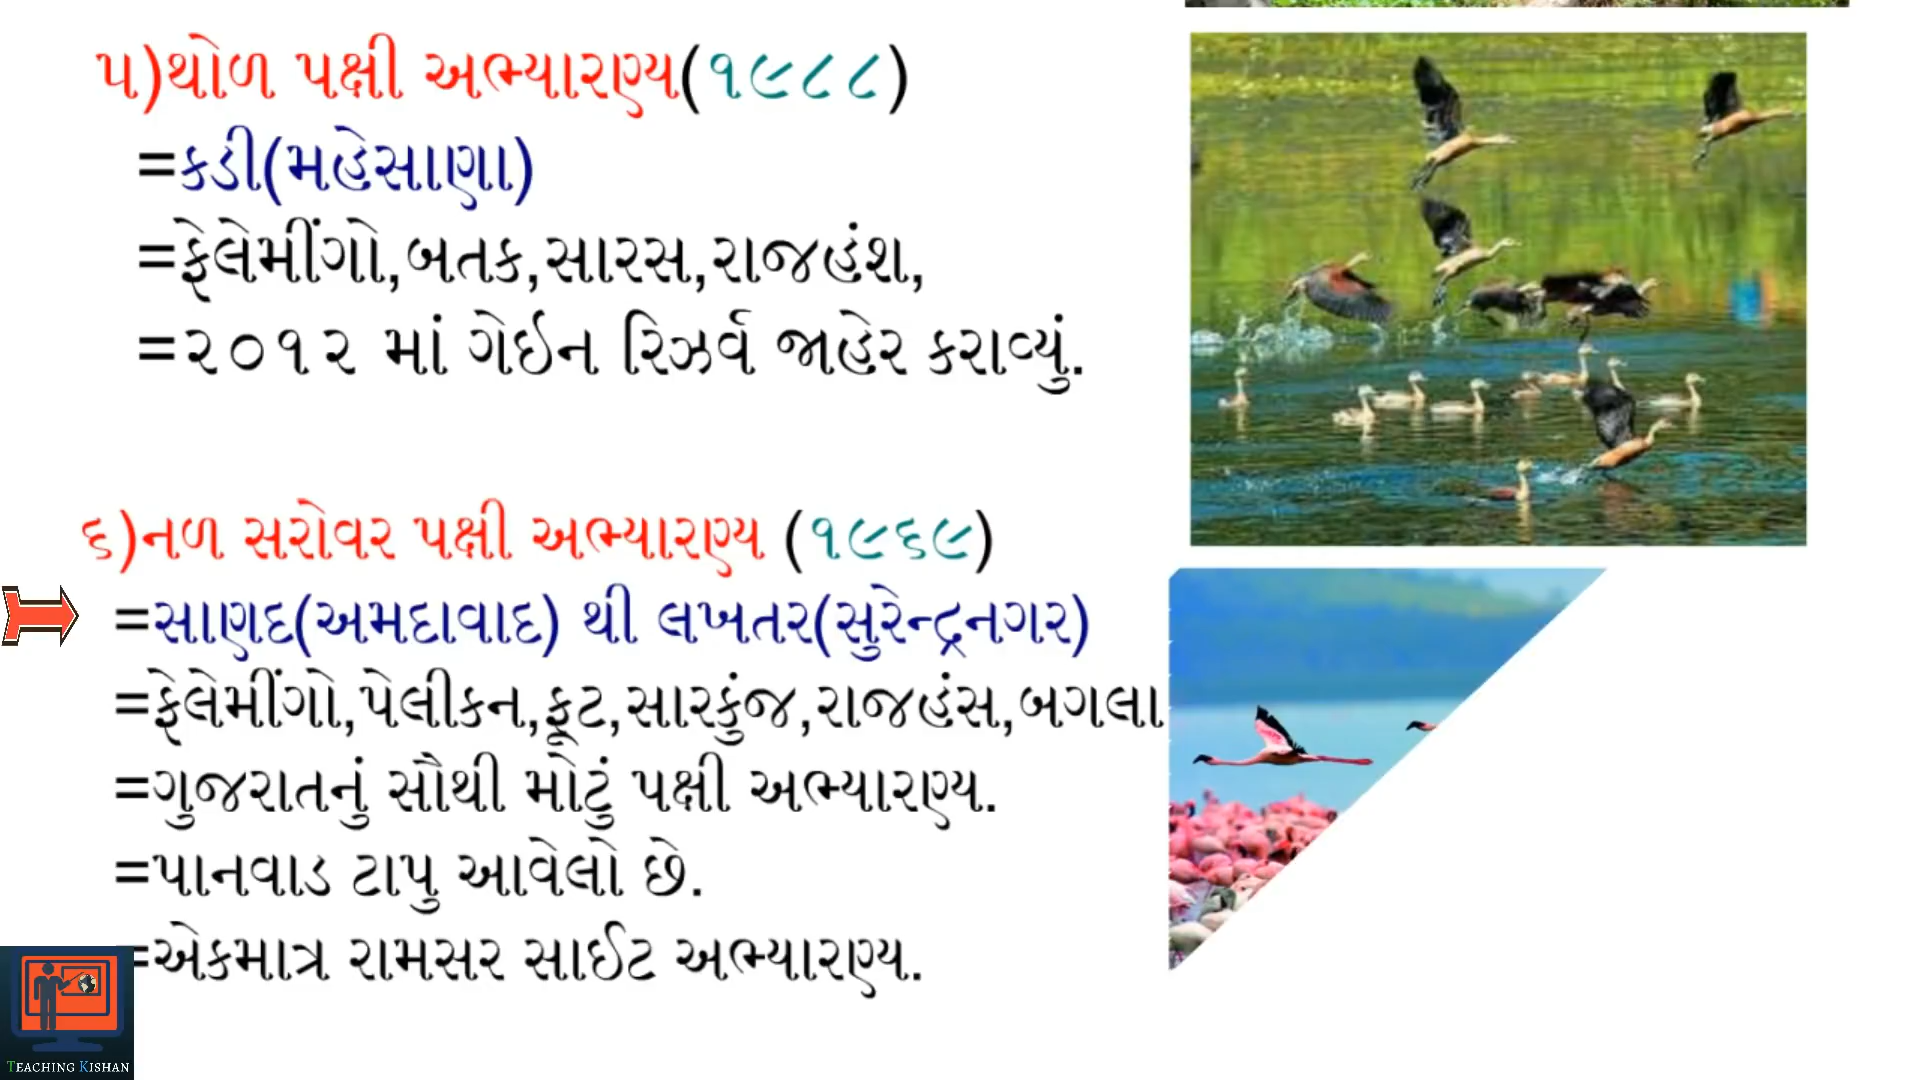 ૫)થોળ પક્ષી અભ્યારણ્ય(૧૯૮૮)
=કડી(મહેસાણા)
=ફેલેમીંગો,બતક,સારસ,રાજહંશ,
=૨૦૧૨ માં ગેઇન રિઝર્વ જાહેર કરાવ્યું.
૬)નળ સરોવર પક્ષી અભ્યારણ્ય (૧૯૬૯)
=સાણદ(અમદાવાદ) થી લખતર(સુરેન્દ્રનગર)
=ફેલેમીંગો,પેલીકન,કૂટ,સારકુંજ,રાજહંસ,બગલા
=ગુજરાતનું સૌથી મોટું પક્ષી અભ્યારણ્ય.
=પાનવાડ ટાપુ આવેલો છે.
=એકમાત્ર રામસર સાઈટ અભ્યારણ્ય.
TEACHING KISHAN